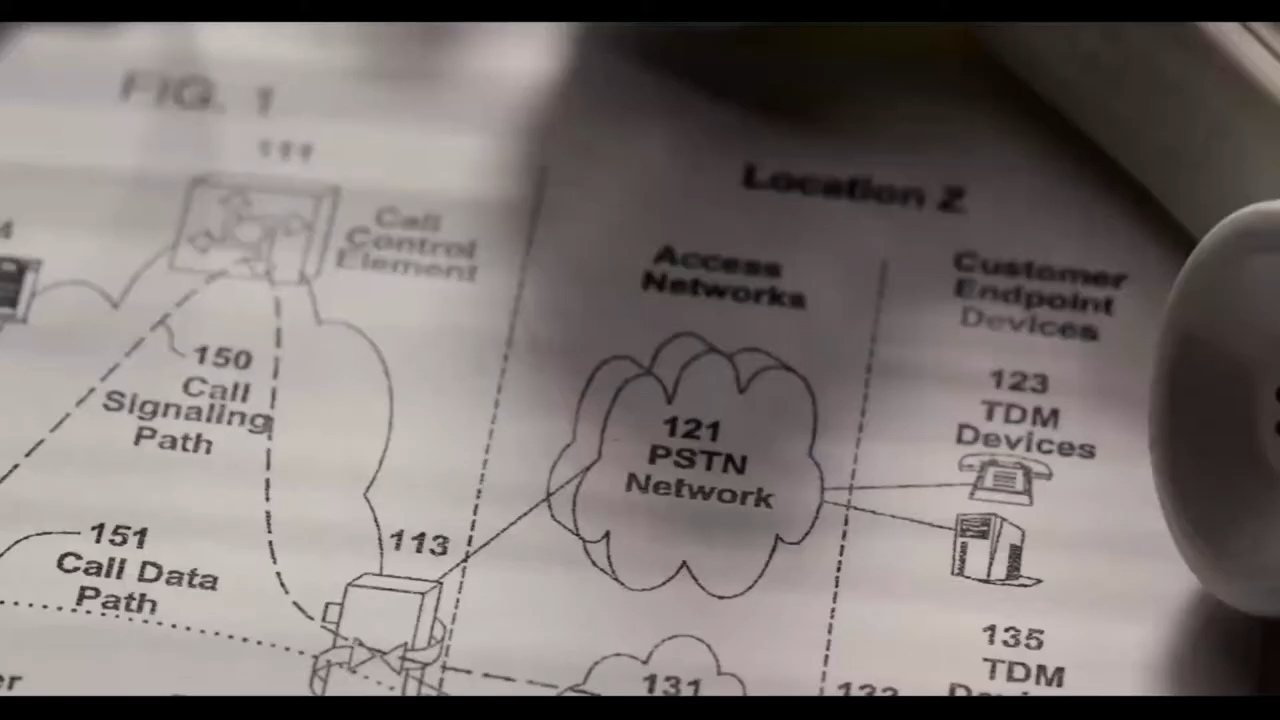 FIG. 1
111
Call
Control
Element
150
Call
Signaling
Path
151
Call Data
Path
113
Location Z
Access
Networks
Customer
Endpoint
Devices
121
PSTN
Network
123
TDM
Devices
131
135
TDM